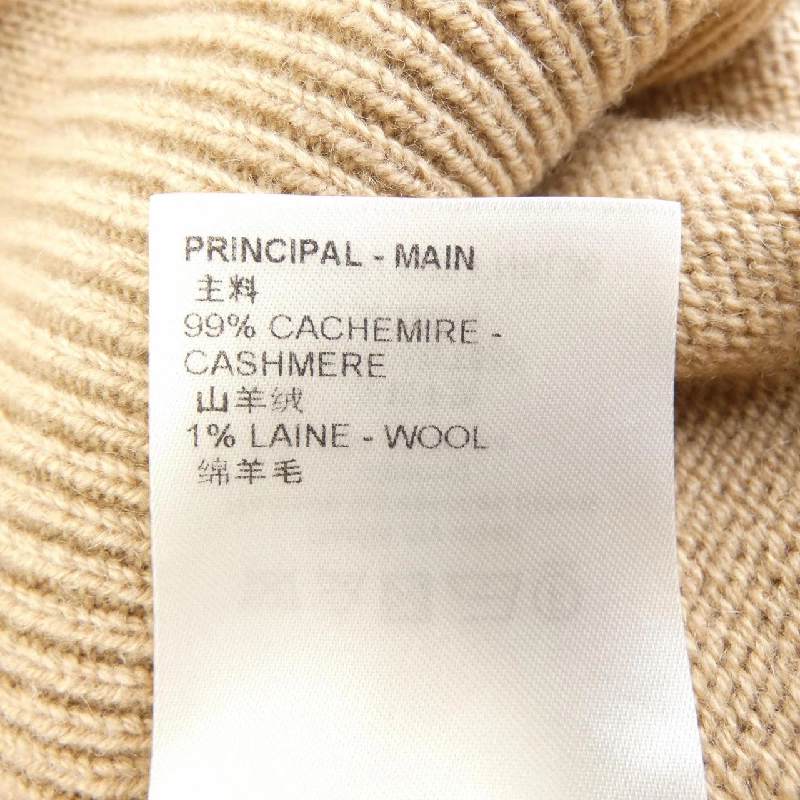 PRINCIPAL - MAIN
主料
99% CACHEMIRE -
CASHMERE
山羊绒
1% LAINE - WOOL
绵羊毛